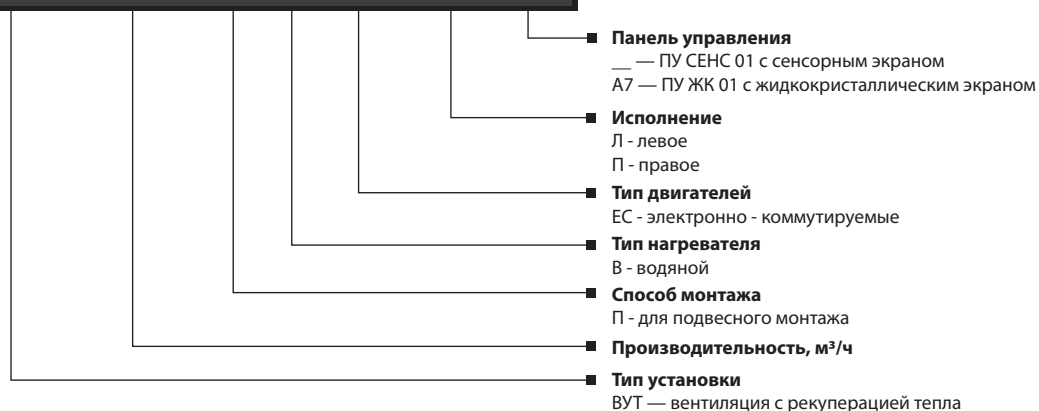 Панель управления
__ — ПУ СЕНС 01 с сенсорным экраном
А7 — ПУ ЖК 01 с жидкокристаллическим экраном
Исполнение
Л - левое
П - правое
Тип двигателей
ЕС - электронно - коммутируемые
Тип нагревателя
В - водяной
Способ монтажа
П - для подвесного монтажа
Производительность, м³/ч
Тип установки
ВУТ — вентиляция с рекуперацией тепла